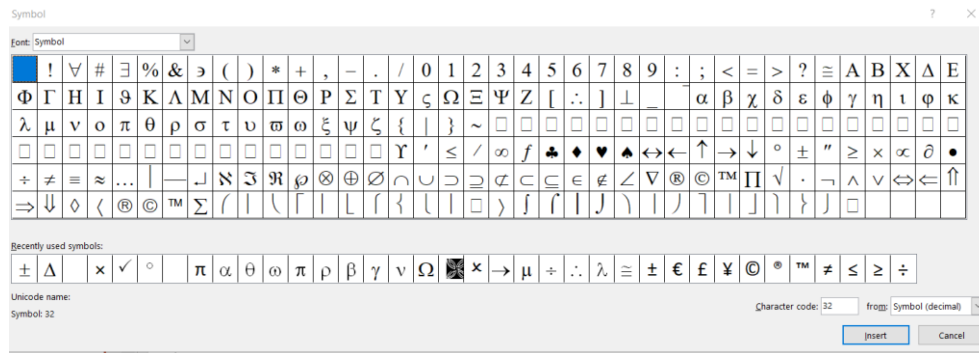 Symbol ? ×
Font: Symbol
! ∀ # ∃ % & ∍ ( ) * + , − . / 0 1 2 3 4 5 6 7 8 9 : ; < = > ? ≅ Α Β Χ Δ Ε
Φ Γ Η Ι ϑ Κ Λ Μ Ν Ο Π Θ Ρ Σ Τ Υ ς Ω Ξ Ψ Ζ [ ∴ ] ⊥ _ ‾ α β χ δ ε ϕ γ η ι φ κ
λ μ ν ο π θ ρ σ τ υ ϖ ω ξ ψ ζ { | } ~
ϒ ′ ≤ ⁄ ∞ ƒ ♣ ♦ ♥ ♠ ↔ ← ↑ → ↓ ° ± ″ ≥ × ∝ ∂ •
÷ ≠ ≡ ≈ … | — ↵ ℵ ℑ ℜ ℘ ⊗ ⊕ ∅ ∩ ∪ ⊃ ⊇ ⊄ ⊂ ⊆ ∈ ∉ ∠ ∇ ® © ™ ∏ √ ⋅ ¬ ∧ ∨ ⇔ ⇐ ⇑
⇒ ⇓ ◊ 〈 ® © ™ ∑ ⎛ ⎜ ⎝ ⎡ ⎢ ⎣ ⎧ ⎨ ⎩ ⎪ 〉 ∫ ⌠ ⎮ ⌡ ⎞ ⎟ ⎠ ⎤ ⎥ ⎦ ⎫ ⎬ ⎭
Recently used symbols:
± Δ × ✓ ° π α θ ω π ρ β γ ν Ω ✠ × → μ ÷ ∴ λ ≅ ± € £ ¥ © ® ™ ≠ ≤ ≥ ÷
Unicode name:
Symbol: 32
Character code: 32 from: Symbol (decimal)
Insert Cancel